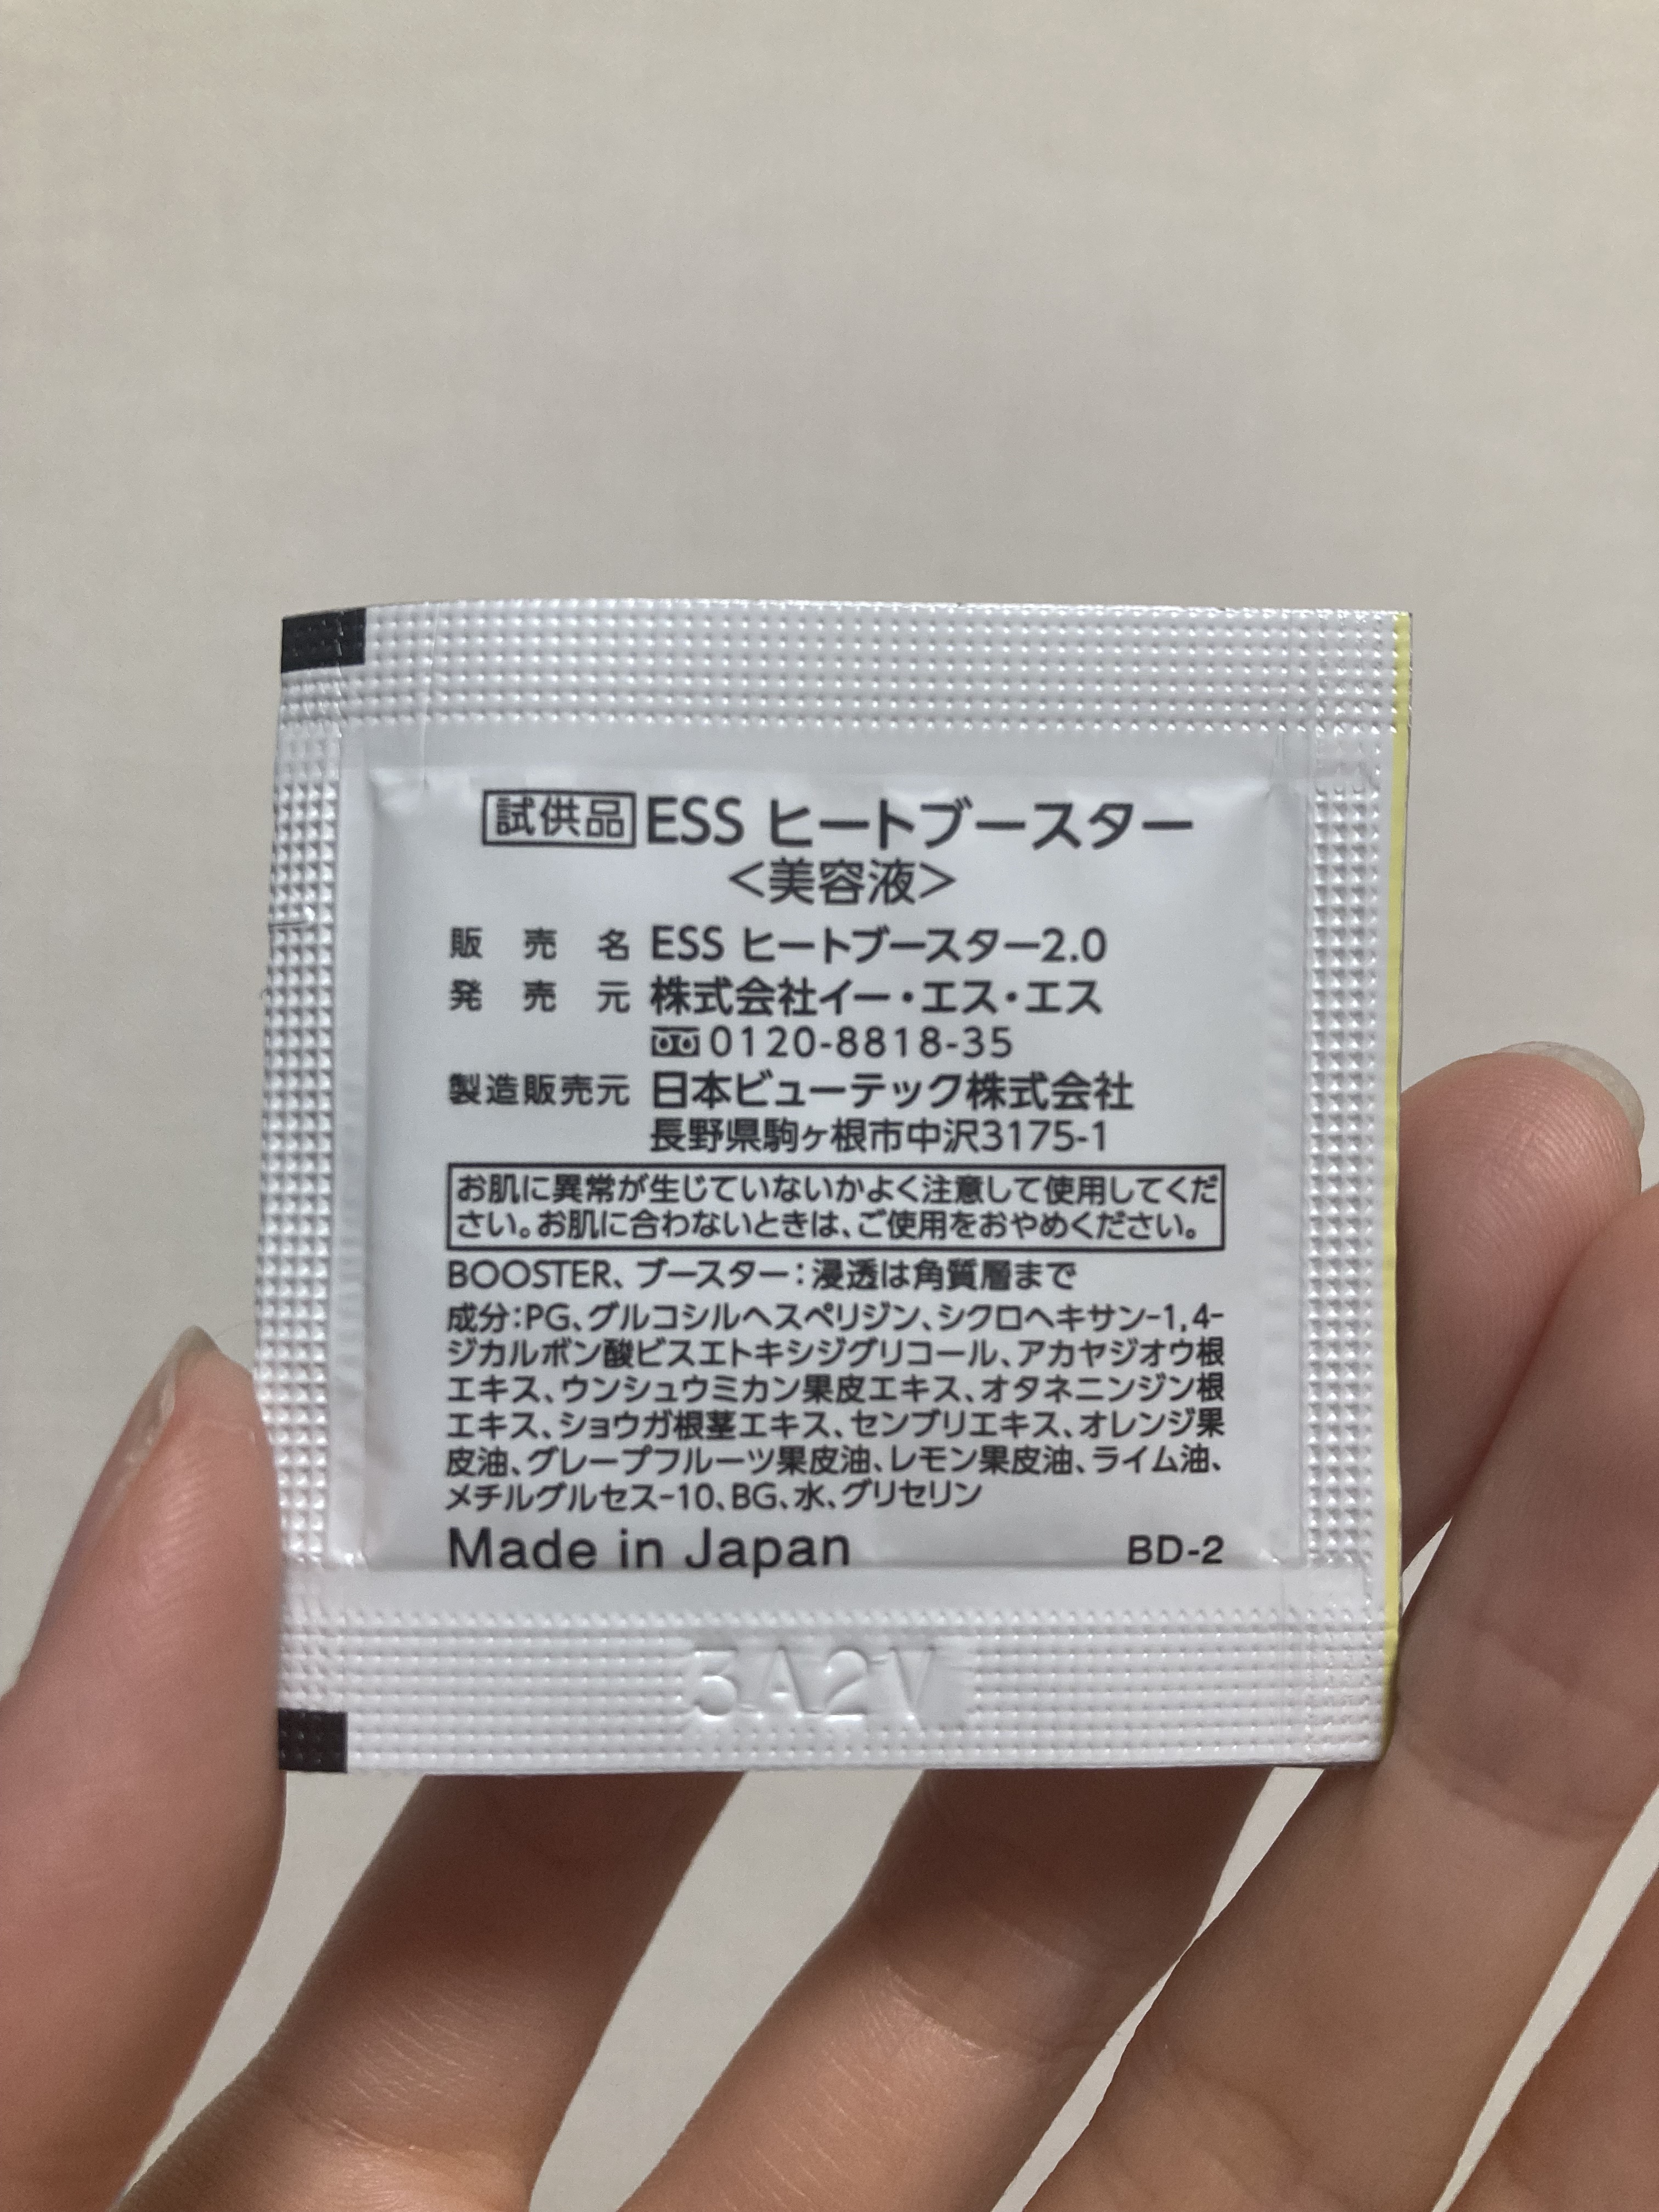 試供品 ESS ヒートブースター
<美容液>
販売名 ESS ヒートブースター2.0
発売元 株式会社イー・エス・エス
0120-8818-35
製造販売元 日本ビューテック株式会社
長野県駒ヶ根市中沢3175-1
お肌に異常が生じていないかよく注意して使用してくだ
さい。お肌に合わないときは、ご使用をおやめください。
BOOSTER、ブースター:浸透は角質層まで
成分:PG、グルコシルヘスペリジン、シクロヘキサン-1,4-
ジカルボン酸ビスエトキシジグリコール、アカヤジオウ根
エキス、ウンシュウミカン果皮エキス、オタネニンジン根
エキス、ショウガ根茎エキス、センブリエキス、オレンジ果
皮油、グレープフルーツ果皮油、レモン果皮油、ライム油、
メチルグルセス-10、BG、水、グリセリン
Made in Japan BD-2
5A2V